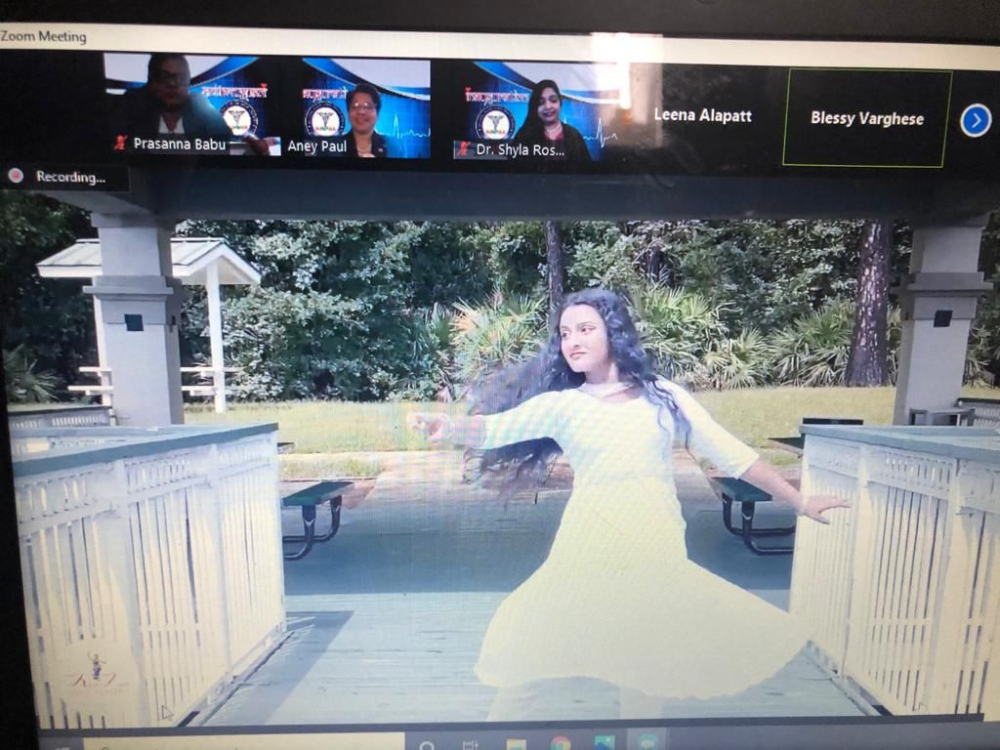 Zoom Meeting
Prasanna Babu
Aney Paul
Dr. Shyla Ros...
Leena Alapatt
Blessy Varghese
Recording...